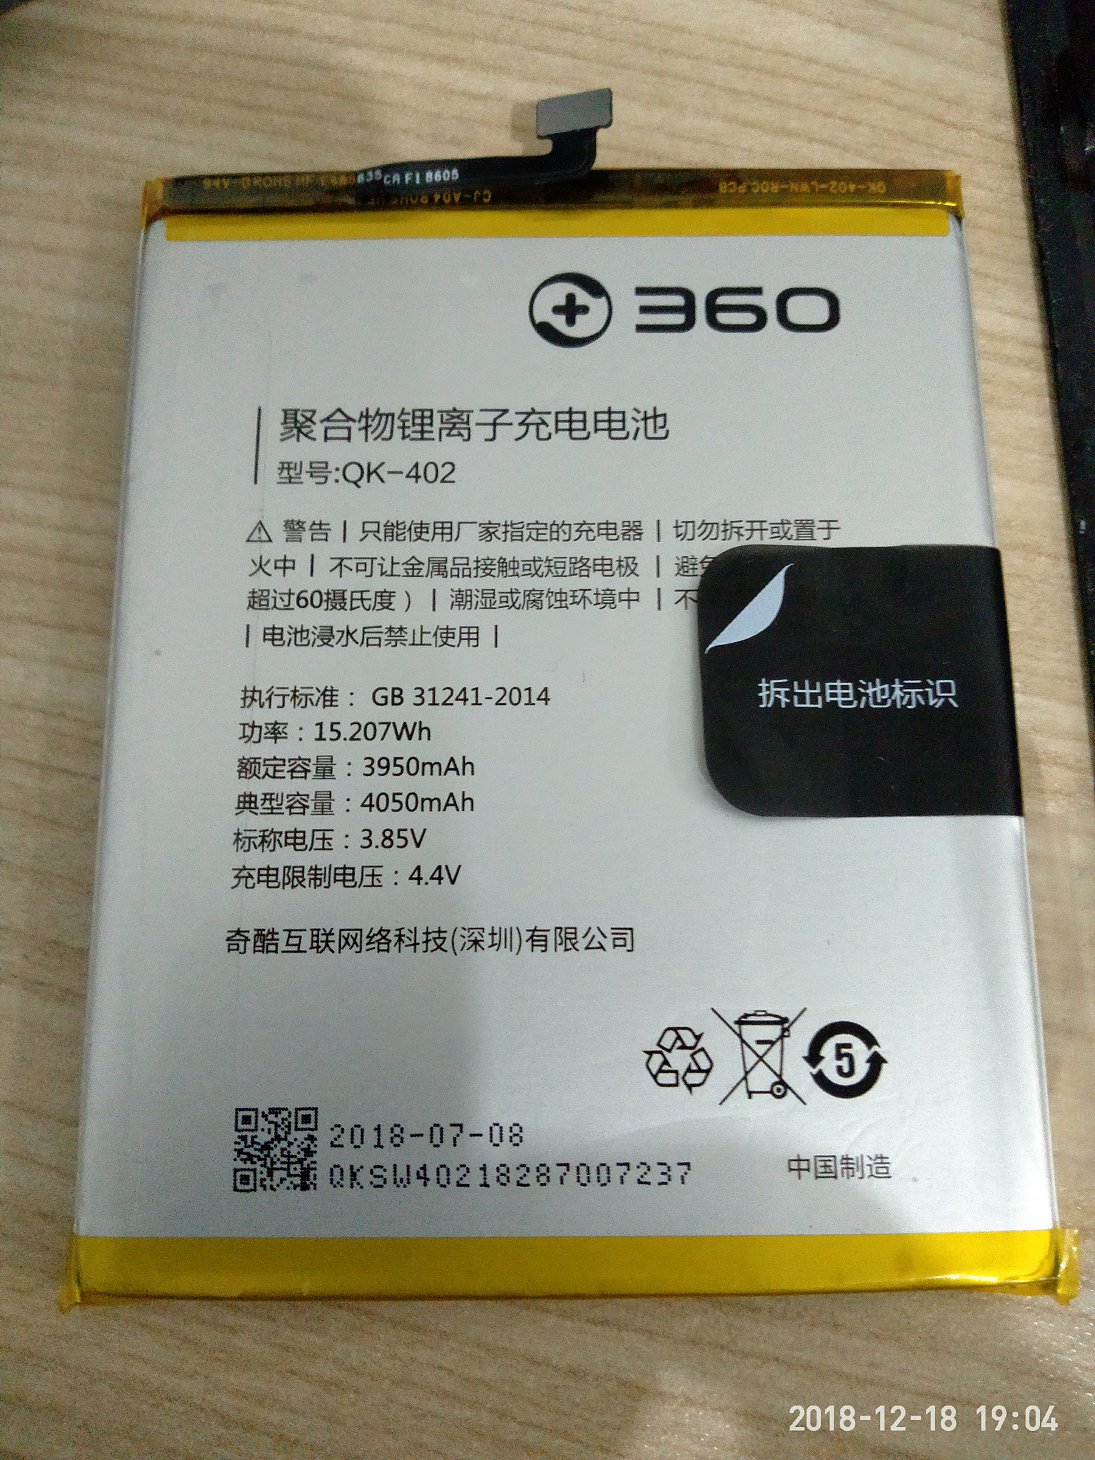 CA F1 8605
360
聚合物锂离子充电电池
型号:QK-402
警告 | 只能使用厂家指定的充电器 | 切勿拆开或置于
火中 | 不可让金属品接触或短路电极 | 避免
超过60摄氏度 ) | 潮湿或腐蚀环境中 | 不
| 电池浸水后禁止使用 |
拆出电池标识
执行标准： GB 31241-2014
功率：15.207Wh
额定容量：3950mAh
典型容量：4050mAh
标称电压：3.85V
充电限制电压：4.4V
奇酷互联网络科技(深圳)有限公司
5
2018-07-08
QKSW40218287007237
中国制造
2018-12-18 19:04